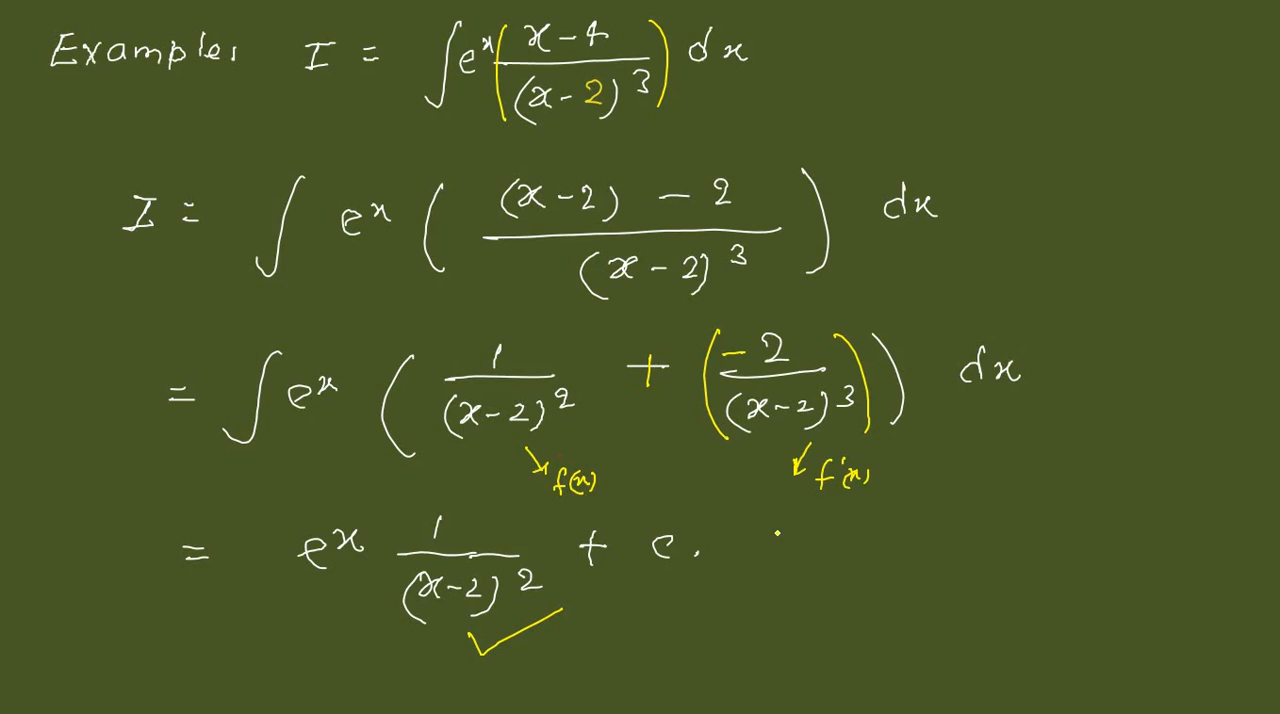 Examples I = ∫ e^x ( (x-4) / (x-2)^3 ) dx
I = ∫ e^x ( ((x-2) - 2) / (x-2)^3 ) dx
= ∫ e^x ( 1 / (x-2)^2 + ( -2 / (x-2)^3 ) ) dx
f(x) f'(x)
= e^x 1 / (x-2)^2 + c.